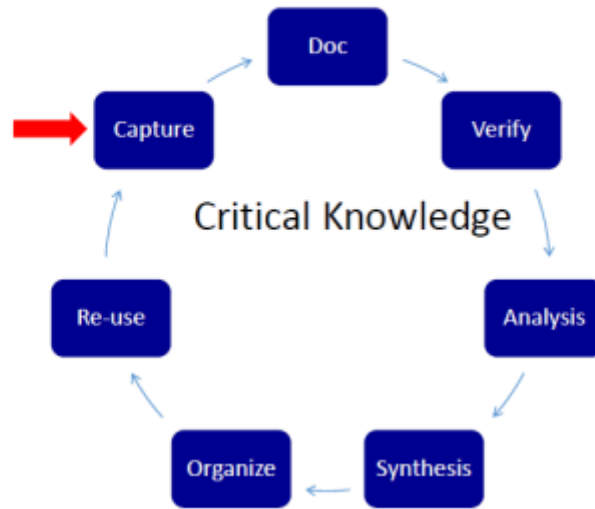 Doc
Capture
Verify
Critical Knowledge
Re-use
Analysis
Organize
Synthesis